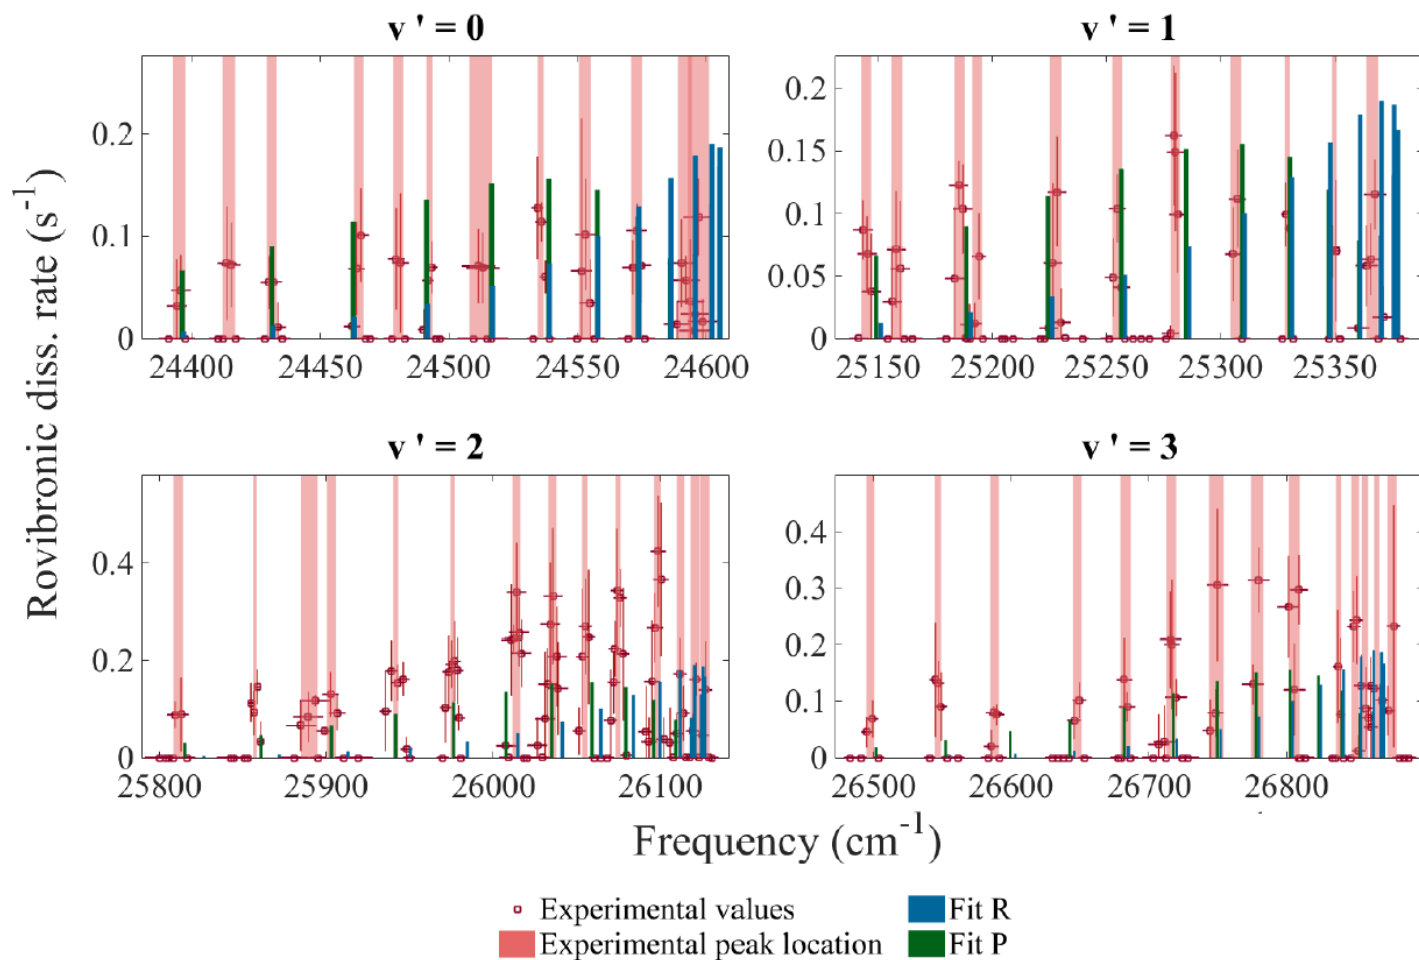 v ' = 0
v ' = 1
0.2
0.1
0
24400 24450 24500 24550 24600
0.2
0.15
0.1
0.05
0
25150 25200 25250 25300 25350
Rovibronic diss. rate (s⁻¹)
v ' = 2
v ' = 3
0.4
0.2
0
25800 25900 26000 26100
0.4
0.3
0.2
0.1
0
26500 26600 26700 26800
Frequency (cm⁻¹)
Experimental values
Fit R
Experimental peak location
Fit P